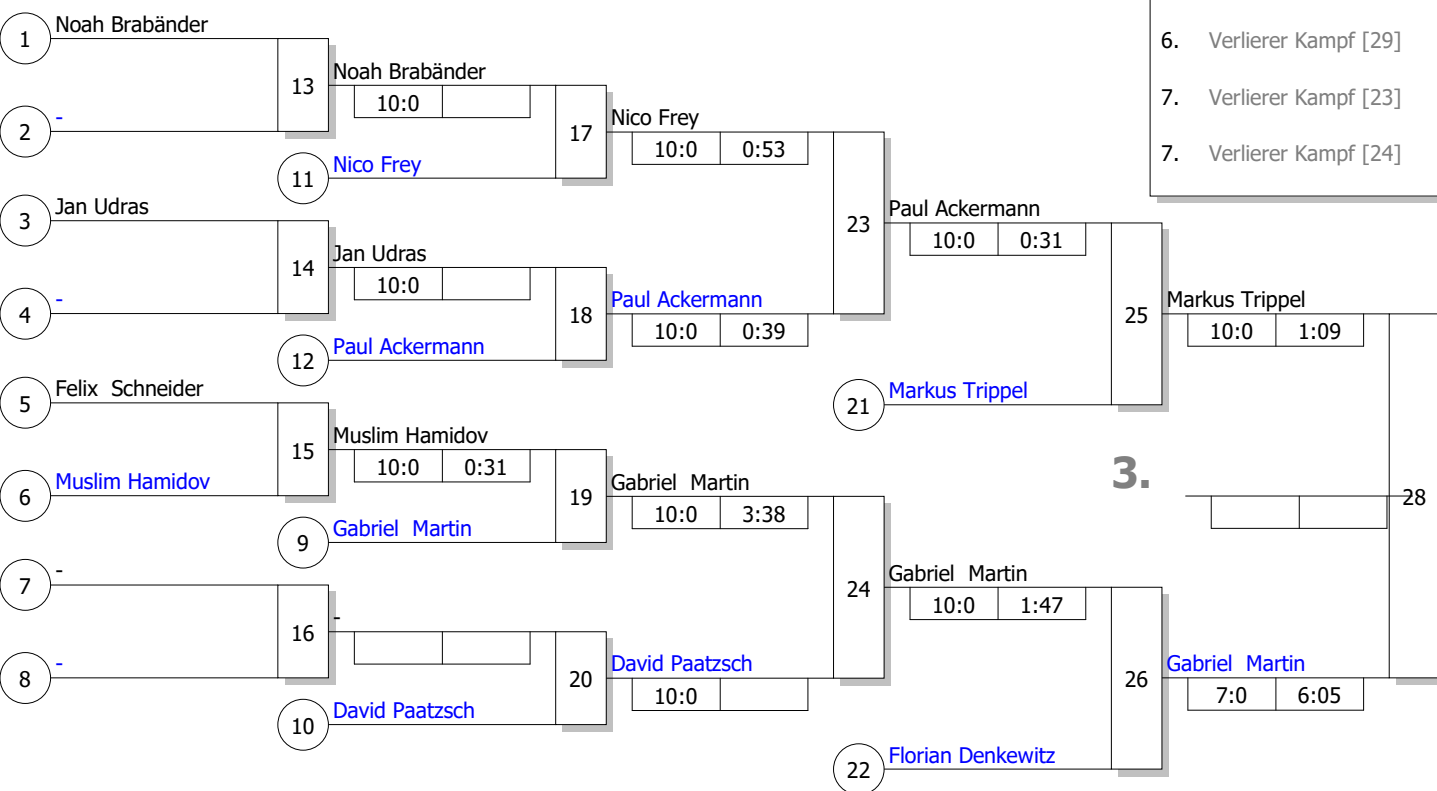 1 Noah Brabänder
2 -
13
Noah Brabänder
10:0
11 Nico Frey
17
Nico Frey
10:0 0:53
3 Jan Udras
4 -
14
Jan Udras
10:0
12 Paul Ackermann
18
Paul Ackermann
10:0 0:39
23
Paul Ackermann
10:0 0:31
21 Markus Trippel
25
Markus Trippel
10:0 1:09
5 Felix Schneider
6 Muslim Hamidov
15
Muslim Hamidov
10:0 0:31
9 Gabriel Martin
19
Gabriel Martin
10:0 3:38
7 -
8 -
16
-
10 David Paatzsch
20
David Paatzsch
10:0
24
Gabriel Martin
10:0 1:47
22 Florian Denkewitz
26
Gabriel Martin
7:0 6:05
3.
28
6. Verlierer Kampf [29]
7. Verlierer Kampf [23]
7. Verlierer Kampf [24]